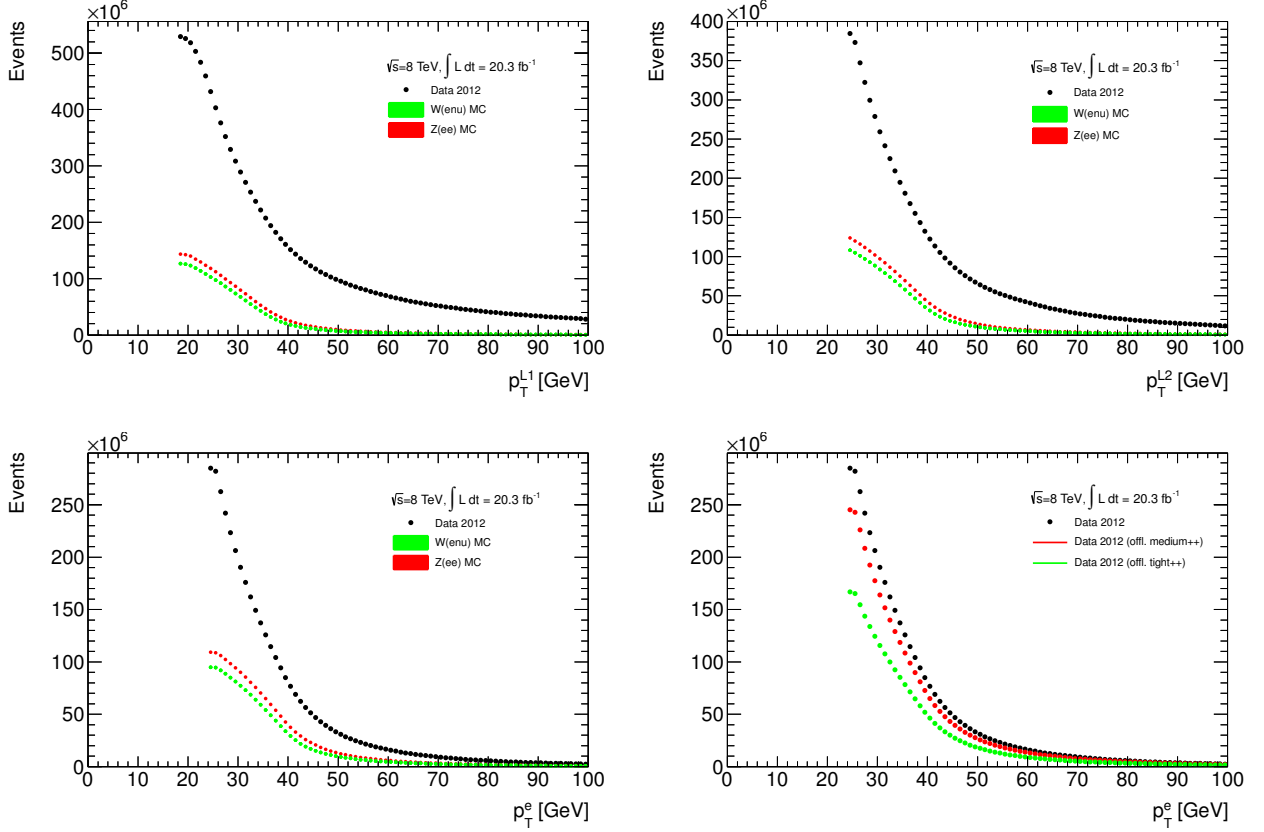 ×10⁶
Events
500
400
300
200
100
0
0 10 20 30 40 50 60 70 80 90 100
p_T^L1 [GeV]
√s=8 TeV, ∫ L dt = 20.3 fb⁻¹
Data 2012
W(enu) MC
Z(ee) MC
×10⁶
Events
400
350
300
250
200
150
100
50
0
0 10 20 30 40 50 60 70 80 90 100
p_T^L2 [GeV]
√s=8 TeV, ∫ L dt = 20.3 fb⁻¹
Data 2012
W(enu) MC
Z(ee) MC
×10⁶
Events
250
200
150
100
50
0
0 10 20 30 40 50 60 70 80 90 100
p_T^e [GeV]
√s=8 TeV, ∫ L dt = 20.3 fb⁻¹
Data 2012
W(enu) MC
Z(ee) MC
×10⁶
Events
250
200
150
100
50
0
0 10 20 30 40 50 60 70 80 90 100
p_T^e [GeV]
√s=8 TeV, ∫ L dt = 20.3 fb⁻¹
Data 2012
Data 2012 (offl. medium++)
Data 2012 (offl. tight++)